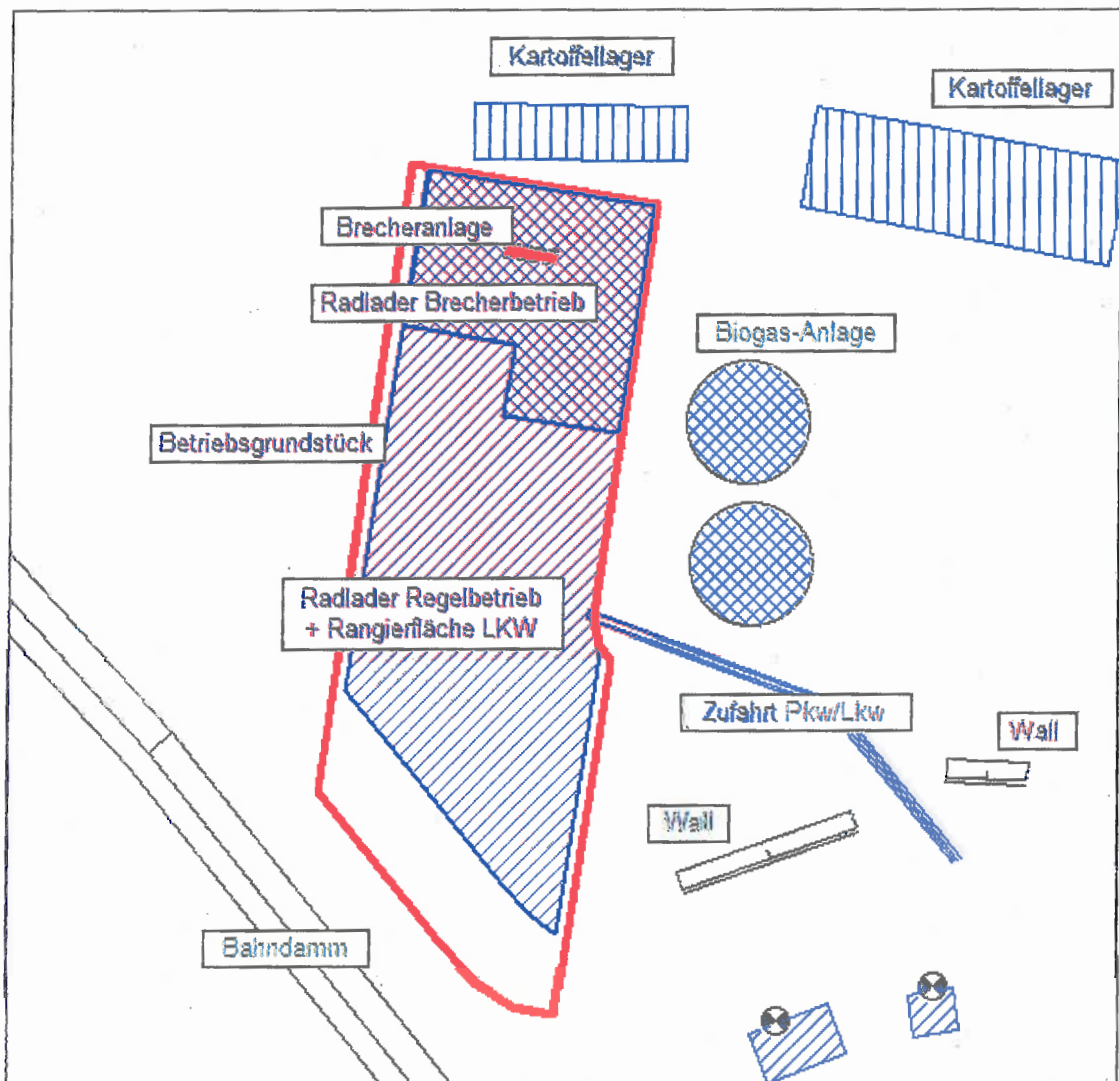 Kartoffellager
Kartoffellager
Brecheranlage
Radlader Brecherbetrieb
Biogas-Anlage
Betriebsgrundstück
Radlader Regelbetrieb
+ Rangierfläche LKW
Zufahrt Pkw/Lkw
Wall
Wall
Bahndamm